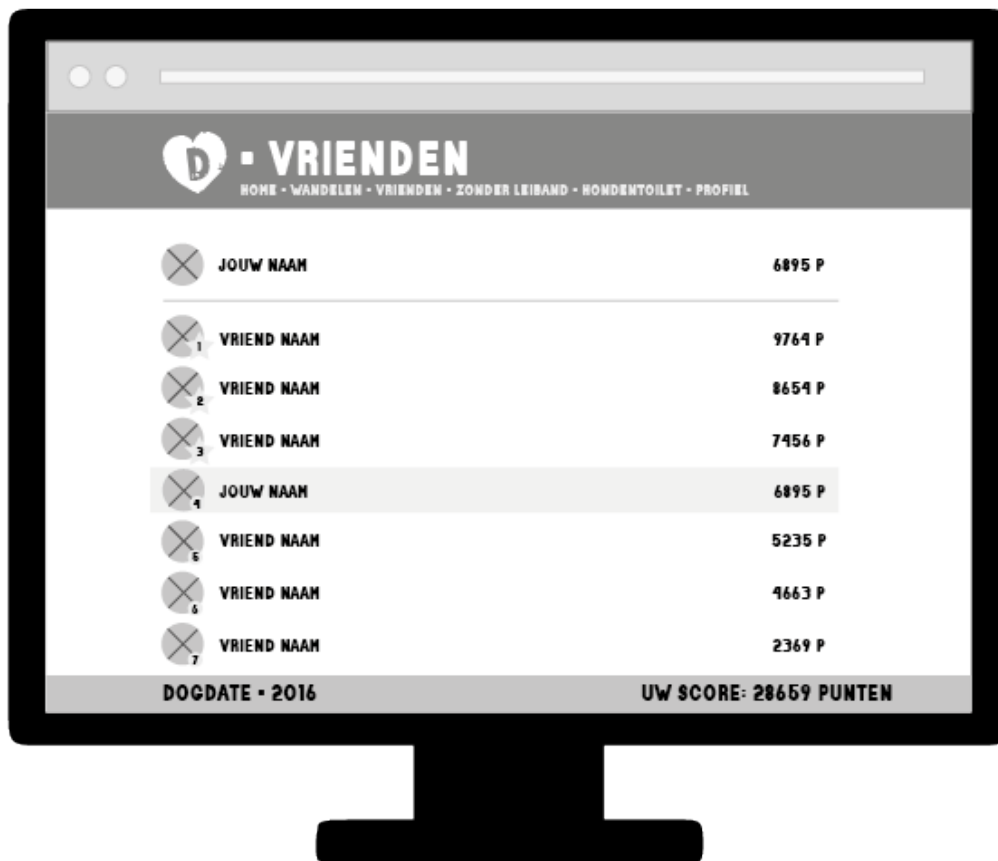 D - VRIENDEN
HOME - WANDELEN - VRIENDEN - ZONDER LEIBAND - HONDENTOILET - PROFIEL
JOUW NAAM 6895 P
1 VRIEND NAAM 9764 P
2 VRIEND NAAM 8654 P
3 VRIEND NAAM 7456 P
4 JOUW NAAM 6895 P
5 VRIEND NAAM 5235 P
6 VRIEND NAAM 4663 P
7 VRIEND NAAM 2369 P
DOGDATE - 2016 UW SCORE: 28659 PUNTEN